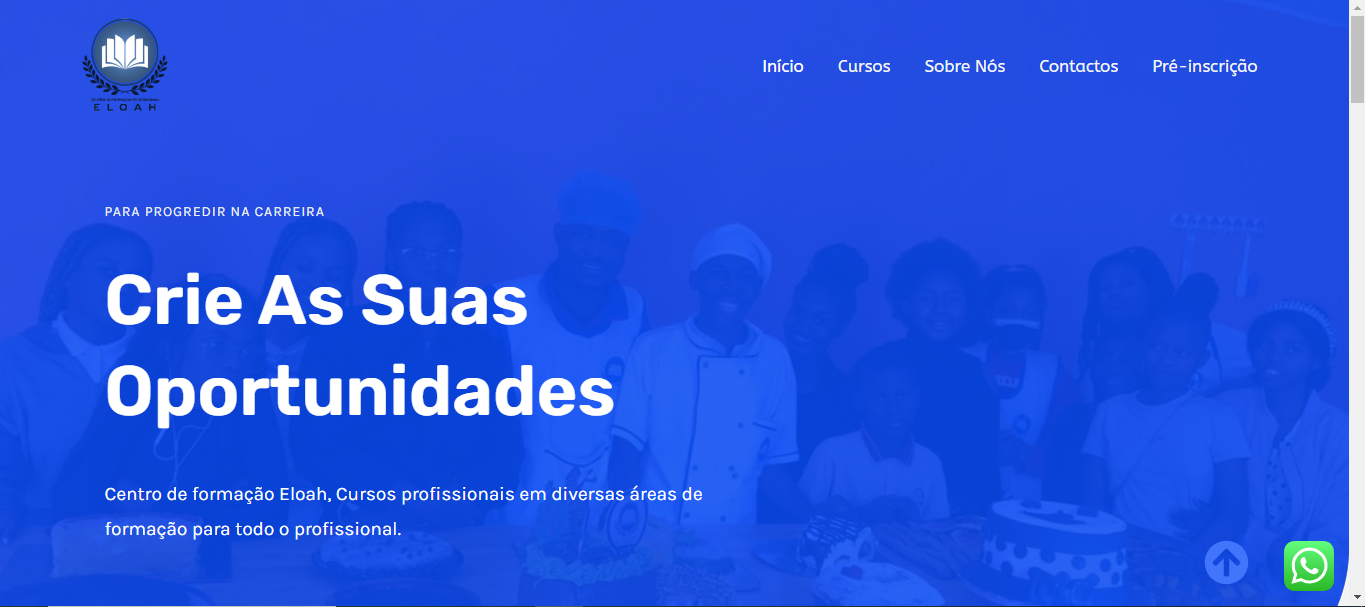 ELOAH
Início
Cursos
Sobre Nós
Contactos
Pré-inscrição
PARA PROGREDIR NA CARREIRA
Crie As Suas
Oportunidades
Centro de formação Eloah, Cursos profissionais em diversas áreas de
formação para todo o profissional.